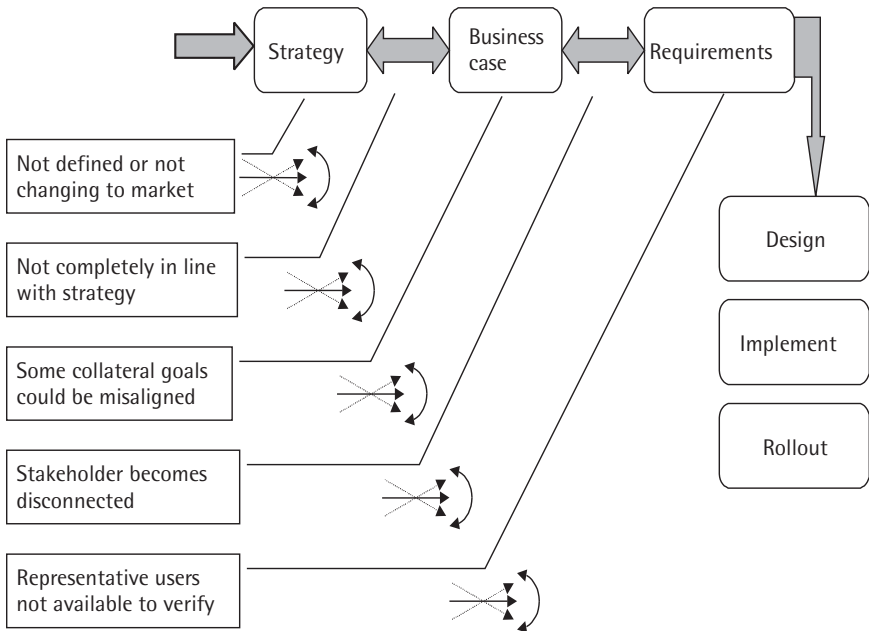 Strategy
Business
case
Requirements
Not defined or not
changing to market
Design
Not completely in line
with strategy
Implement
Some collateral goals
could be misaligned
Rollout
Stakeholder becomes
disconnected
Representative users
not available to verify